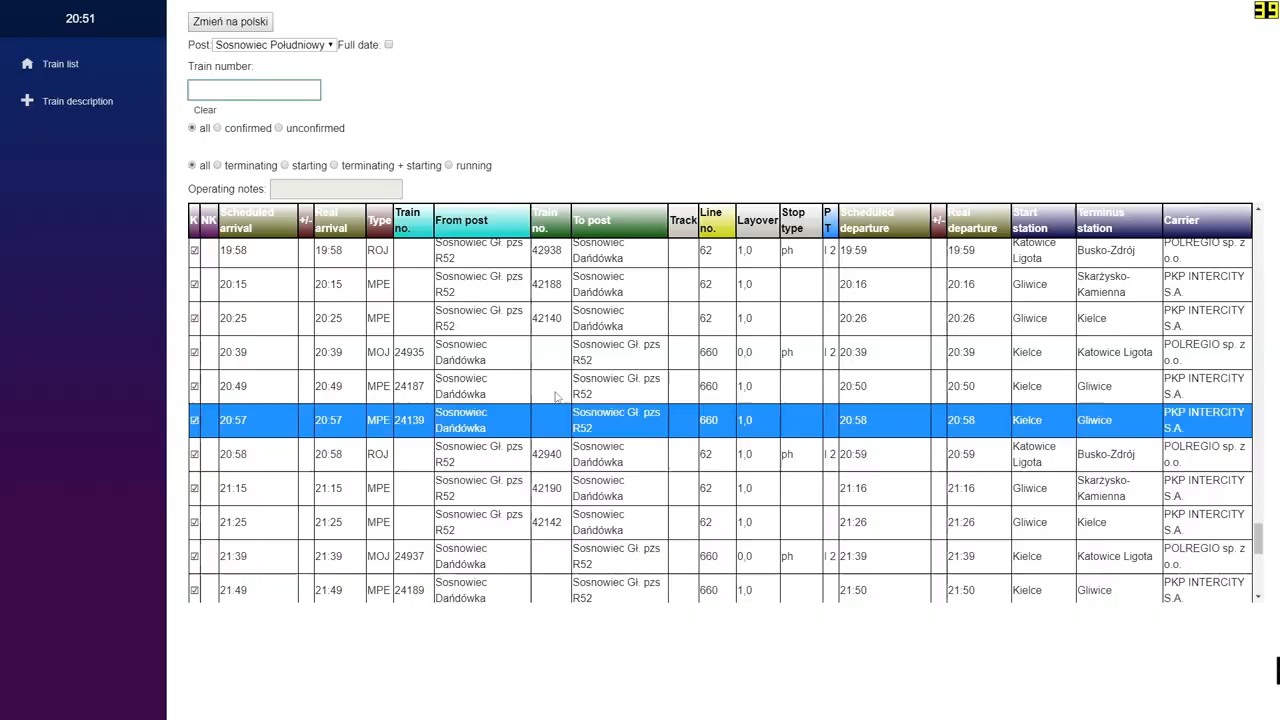 20:51
39
Train list
Train description
Zmień na polski
Post: Sosnowiec Południowy Full date:
Train number:
Clear
all confirmed unconfirmed
all terminating starting terminating + starting running
Operating notes:
K NK Scheduled arrival +/- Real arrival Type Train no. From post Train no. To post Track Line no. Layover Stop type P T Scheduled departure +/- Real departure Start station Terminus station Carrier
19:58 19:58 ROJ Sosnowiec Gł. pzs R52 42938 Sosnowiec Dańdówka 62 1,0 ph I 2 19:59 19:59 Katowice Ligota Busko-Zdrój POLREGIO sp. z o.o.
20:15 20:15 MPE Sosnowiec Gł. pzs R52 42188 Sosnowiec Dańdówka 62 1,0 20:16 20:16 Gliwice Skarżysko-Kamienna PKP INTERCITY S.A.
20:25 20:25 MPE Sosnowiec Gł. pzs R52 42140 Sosnowiec Dańdówka 62 1,0 20:26 20:26 Gliwice Kielce PKP INTERCITY S.A.
20:39 20:39 MOJ 24935 Sosnowiec Dańdówka Sosnowiec Gł. pzs R52 660 0,0 ph I 2 20:39 20:39 Kielce Katowice Ligota POLREGIO sp. z o.o.
20:49 20:49 MPE 24187 Sosnowiec Dańdówka Sosnowiec Gł. pzs R52 660 1,0 20:50 20:50 Kielce Gliwice PKP INTERCITY S.A.
20:57 20:57 MPE 24139 Sosnowiec Dańdówka Sosnowiec Gł. pzs R52 660 1,0 20:58 20:58 Kielce Gliwice PKP INTERCITY S.A.
20:58 20:58 ROJ Sosnowiec Gł. pzs R52 42940 Sosnowiec Dańdówka 62 1,0 ph I 2 20:59 20:59 Katowice Ligota Busko-Zdrój POLREGIO sp. z o.o.
21:15 21:15 MPE Sosnowiec Gł. pzs R52 42190 Sosnowiec Dańdówka 62 1,0 21:16 21:16 Gliwice Skarżysko-Kamienna PKP INTERCITY S.A.
21:25 21:25 MPE Sosnowiec Gł. pzs R52 42142 Sosnowiec Dańdówka 62 1,0 21:26 21:26 Gliwice Kielce PKP INTERCITY S.A.
21:39 21:39 MOJ 24937 Sosnowiec Dańdówka Sosnowiec Gł. pzs R52 660 0,0 ph I 2 21:39 21:39 Kielce Katowice Ligota POLREGIO sp. z o.o.
21:49 21:49 MPE 24189 Sosnowiec Dańdówka Sosnowiec Gł. pzs R52 660 1,0 21:50 21:50 Kielce Gliwice PKP INTERCITY S.A.